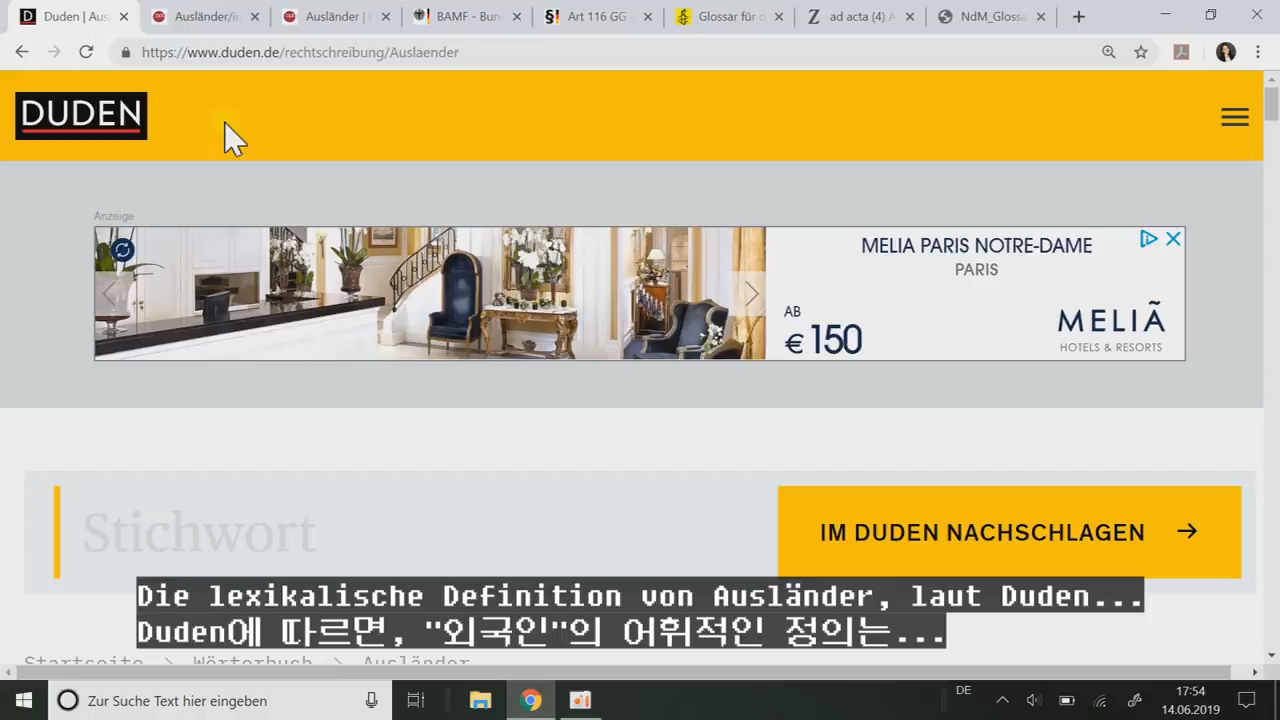 Duden | Aus
Ausländer/in
Ausländer |
BAMF - Bun
Art 116 GG -
Glossar für d
ad acta (4) A
NdM_Glossa
https://www.duden.de/rechtschreibung/Auslaender
DUDEN
Anzeige
MELIA PARIS NOTRE-DAME
PARIS
AB
€ 150
MELIÃ
HOTELS & RESORTS
Stichwort
IM DUDEN NACHSCHLAGEN
Die lexikalische Definition von Ausländer, laut Duden...
Duden에 따르면, "외국인"의 어휘적인 정의는...
Startseite > Wörterbuch > Ausländer
Zur Suche Text hier eingeben
DE
17:54
14.06.2019